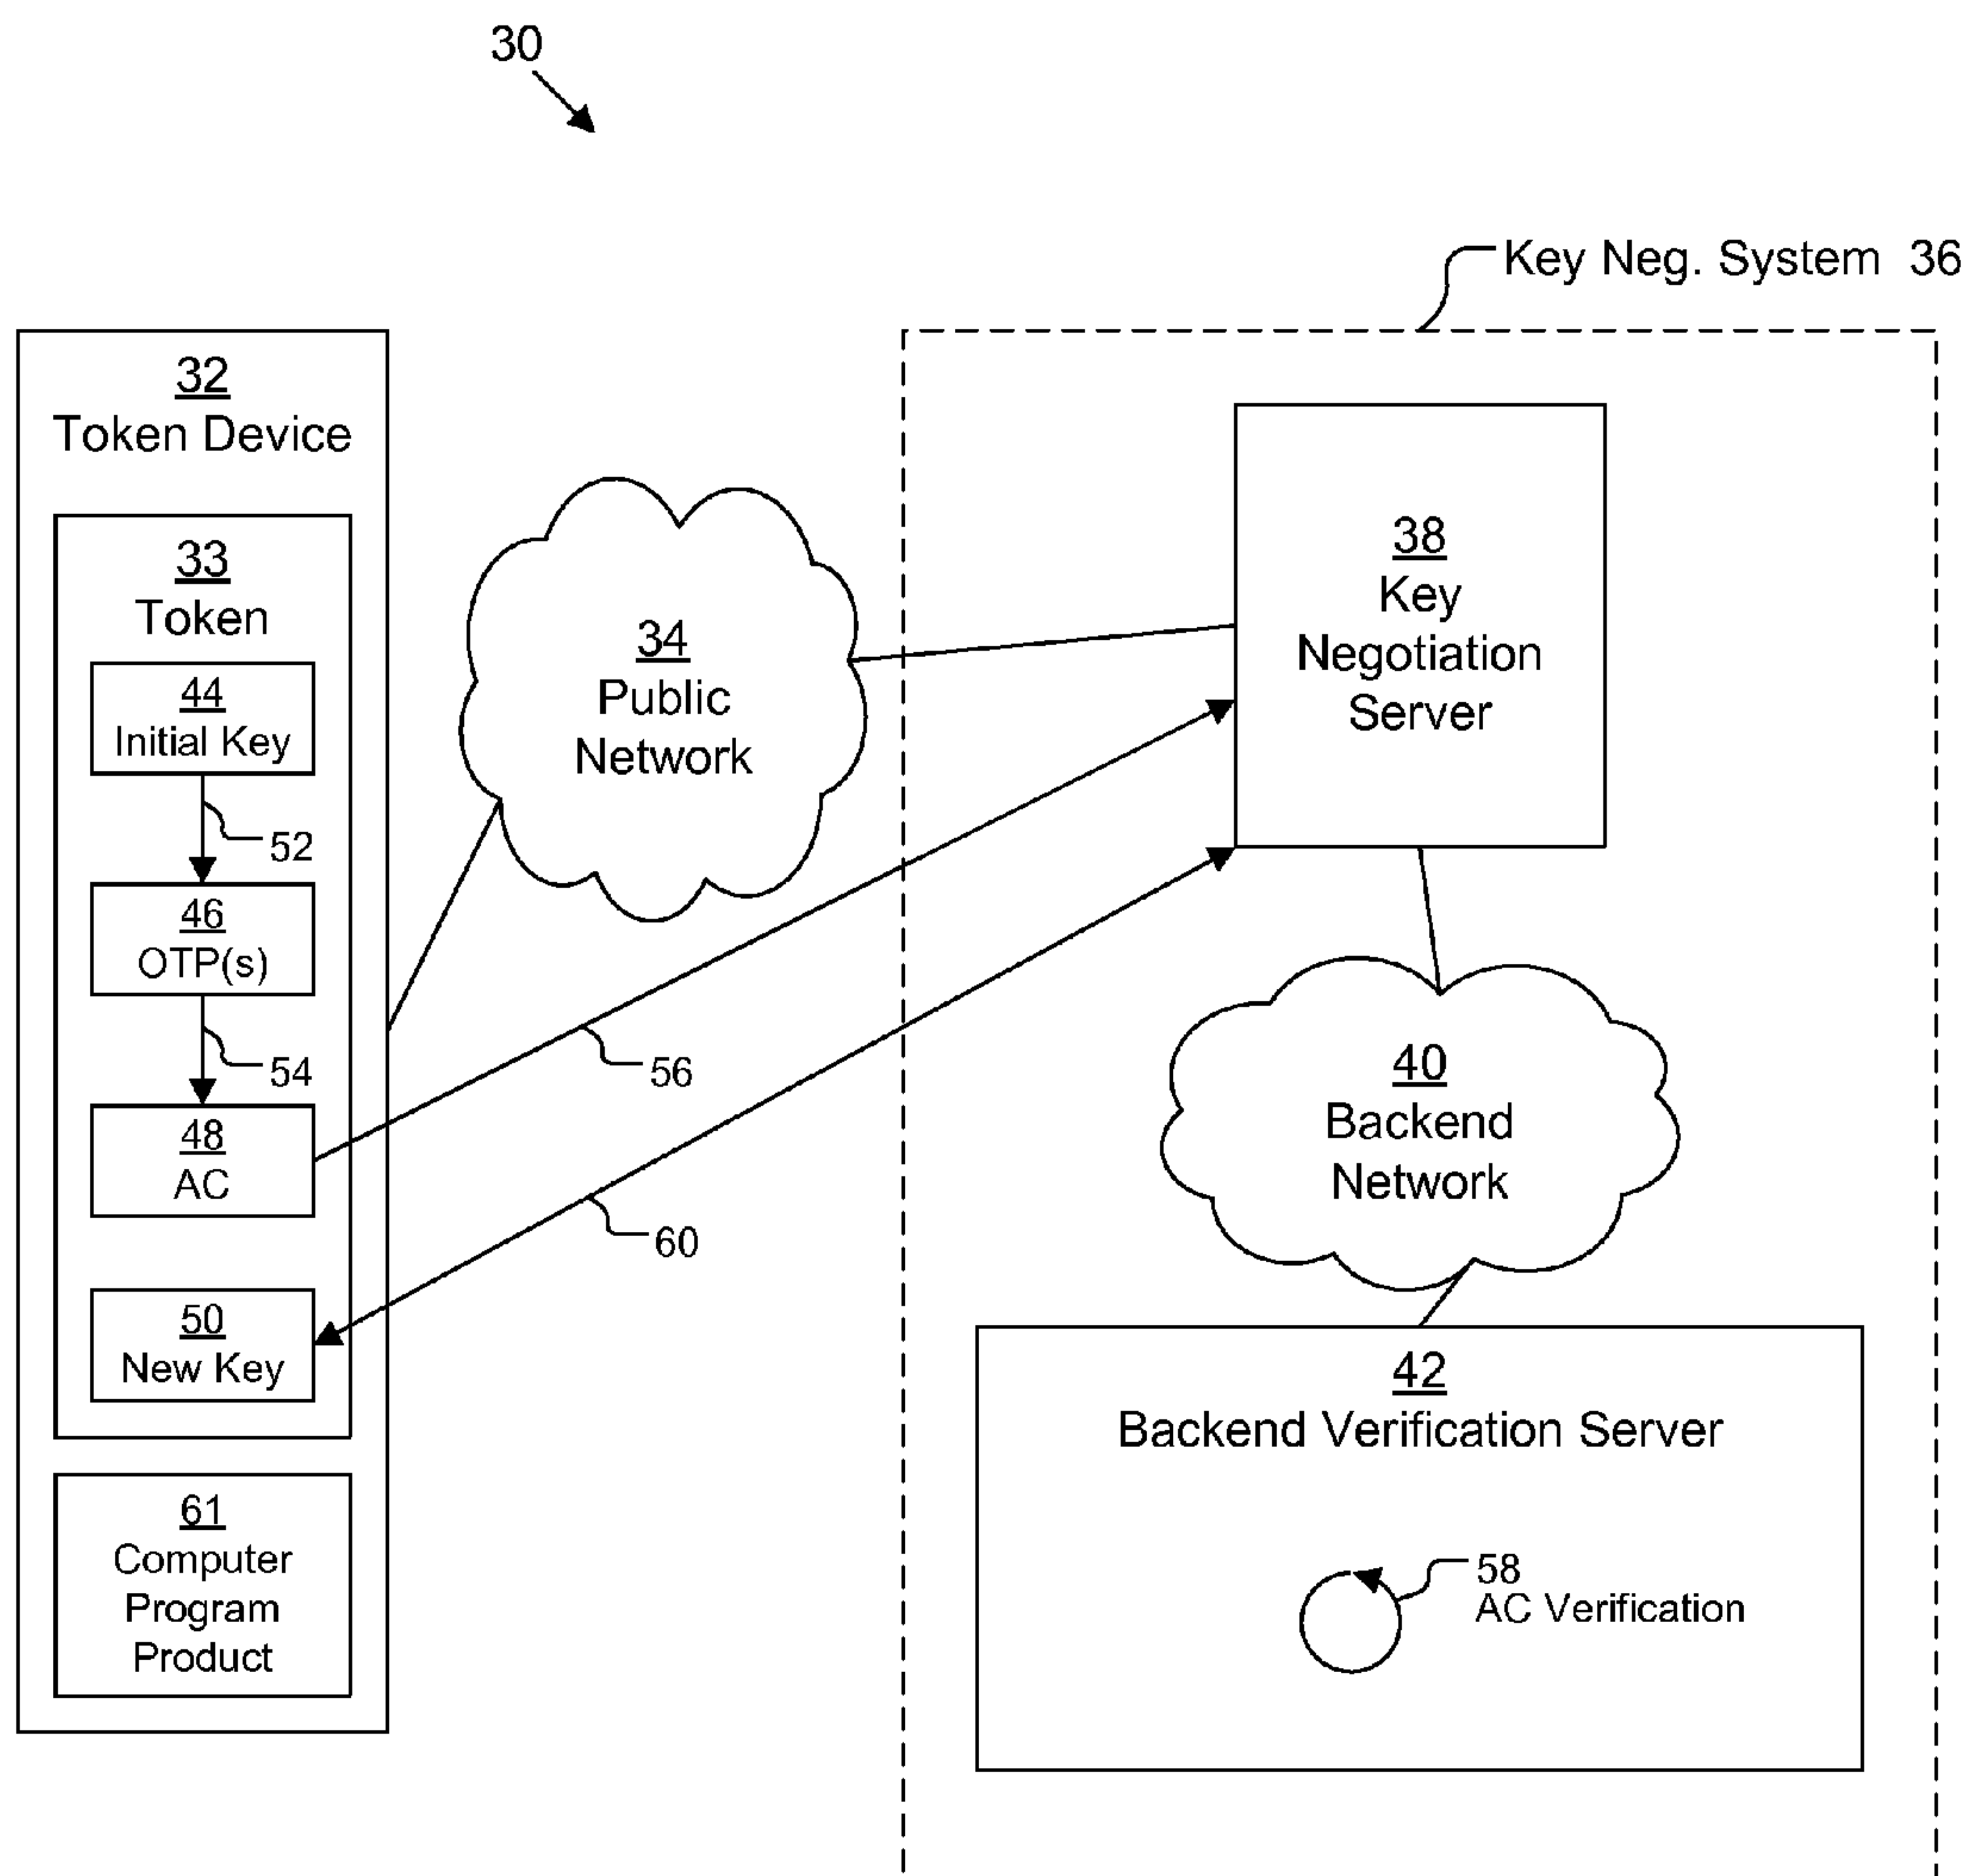 30
Key Neg. System 36
32
Token Device
33
Token
44
Initial Key
52
46
OTP(s)
54
48
AC
50
New Key
61
Computer
Program
Product
34
Public
Network
56
60
38
Key
Negotiation
Server
40
Backend
Network
42
Backend Verification Server
58
AC Verification